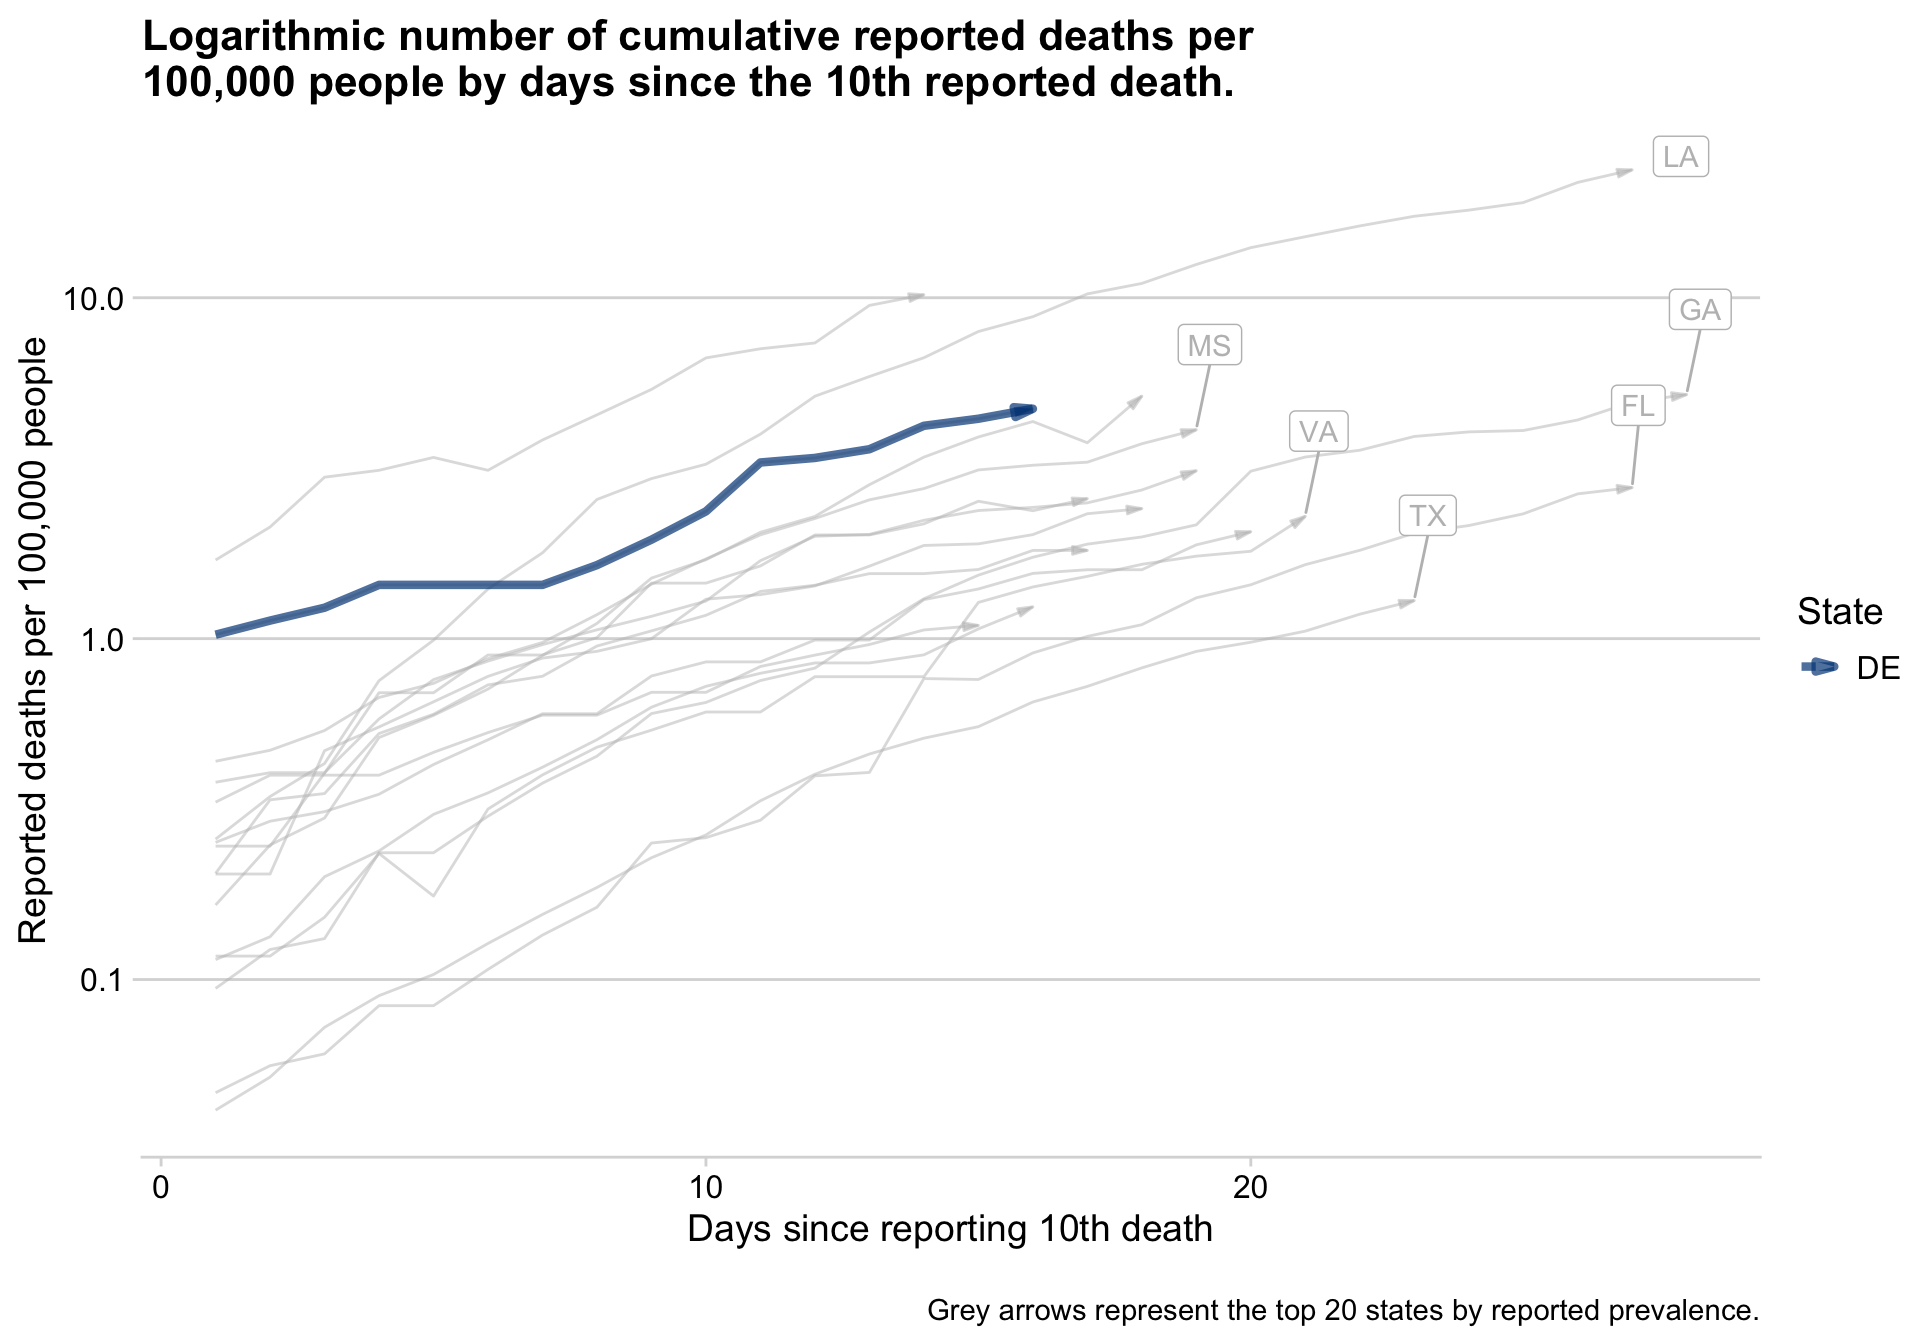 Logarithmic number of cumulative reported deaths per
100,000 people by days since the 10th reported death.
LA
10.0
GA
MS
FL
VA
TX
Reported deaths per 100,000 people
State
DE
1.0
0.1
0
10
20
Days since reporting 10th death
Grey arrows represent the top 20 states by reported prevalence.